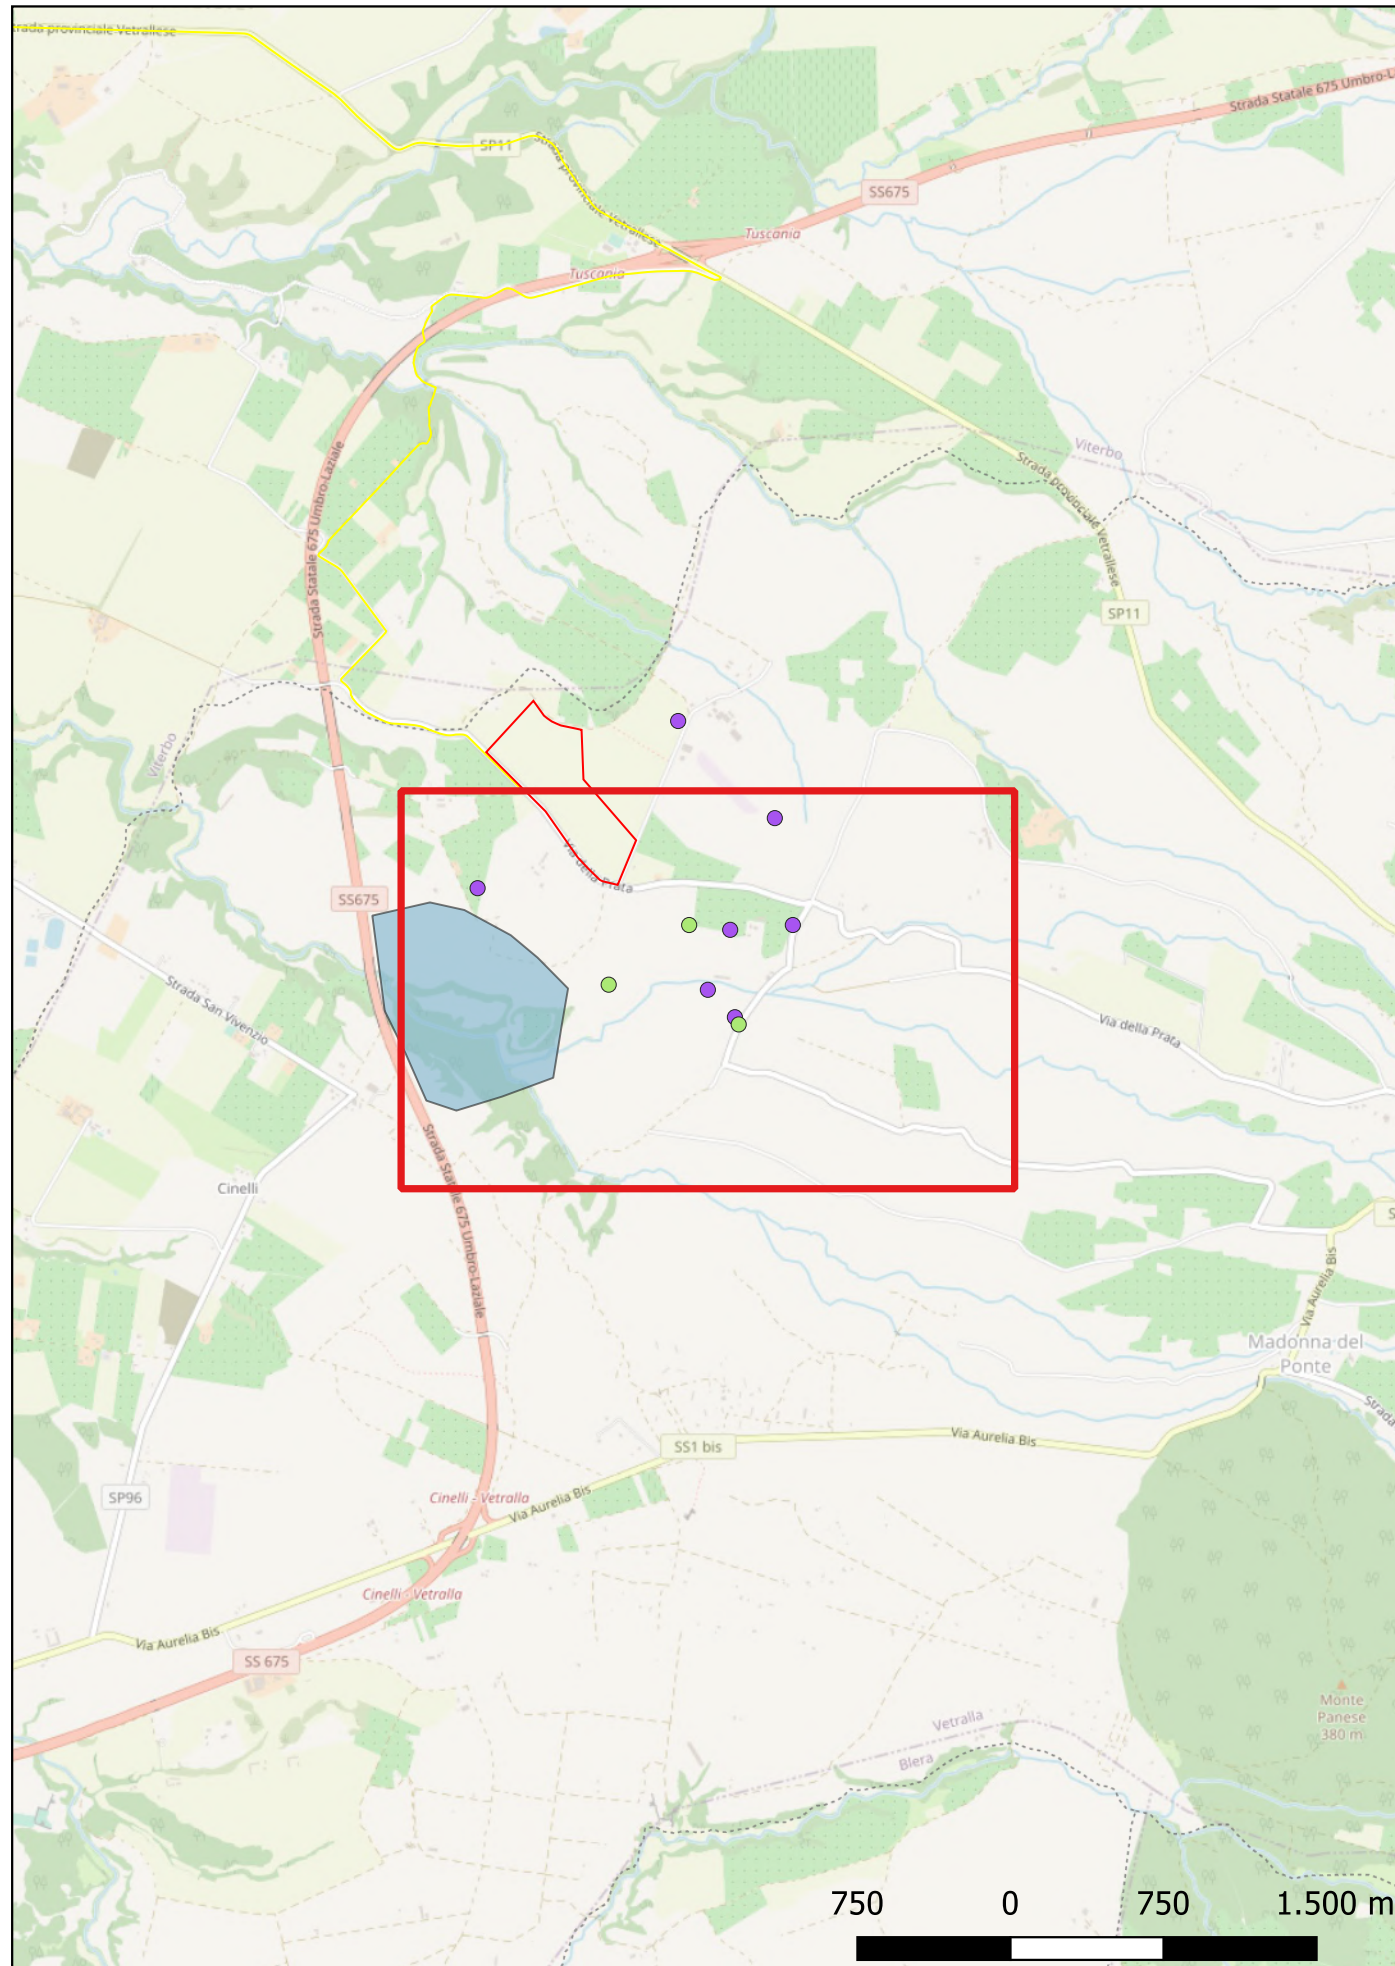 Strada provinciale Vetrallese
Strada Statale 675 Umbro-L
SP11
Strada provinciale Vetrallese
SS675
Tuscania
Tuscania
Viterbo
Strada Statale 675 Umbro-Laziale
Strada provinciale Vetrallese
SP11
Viterbo
Via della Prata
SS675
Strada San Vivenzio
Via della Prata
Strada Statale 675 Umbro-Laziale
Cinelli
S
Via Aurelia Bis
Madonna del
Ponte
Strada
Via Aurelia Bis
SS1 bis
SP96
Cinelli - Vetralla
Via Aurelia Bis
Cinelli - Vetralla
Via Aurelia Bis
SS 675
Monte
Panese
380 m
Vetralla
Blera
750 0 750 1.500 m